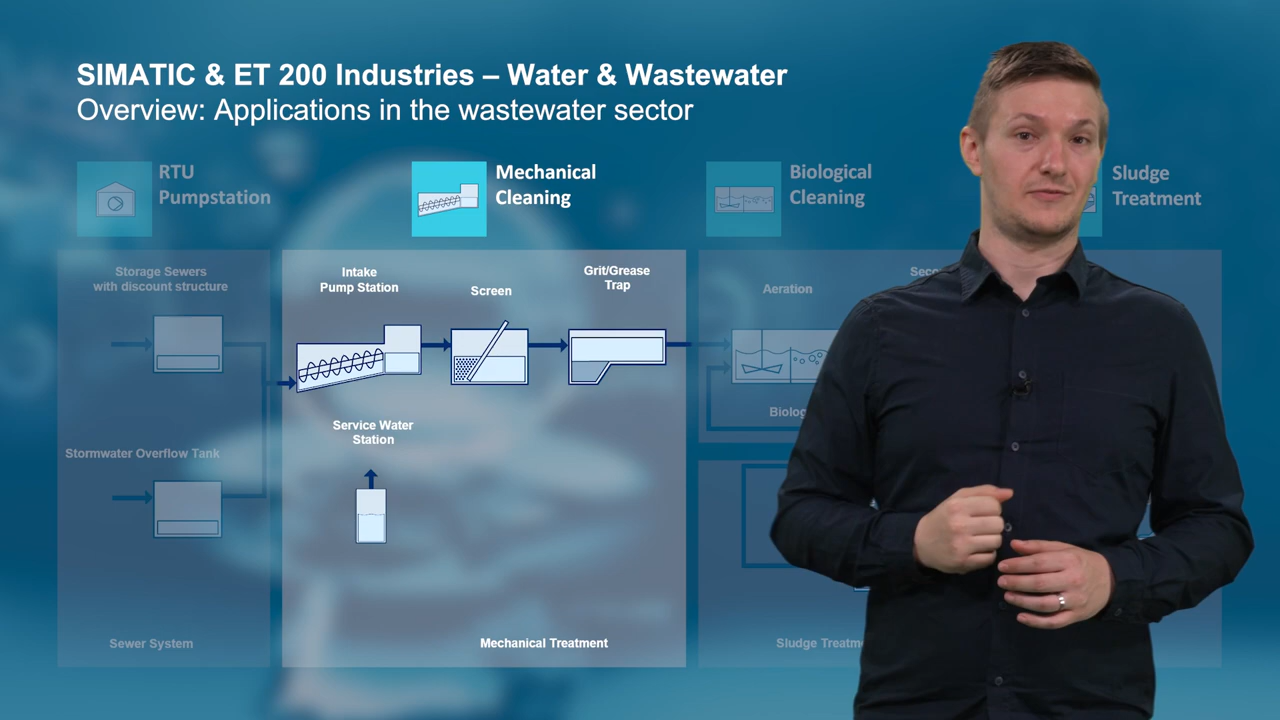 SIMATIC & ET 200 Industries – Water & Wastewater
Overview: Applications in the wastewater sector
RTU
Pumpstation
Mechanical
Cleaning
Biological
Cleaning
Sludge
Treatment
Storage Sewers
with discount structure
Intake
Pump Station
Screen
Grit/Grease
Trap
Aeration
Service Water
Station
Stormwater Overflow Tank
Sewer System
Mechanical Treatment